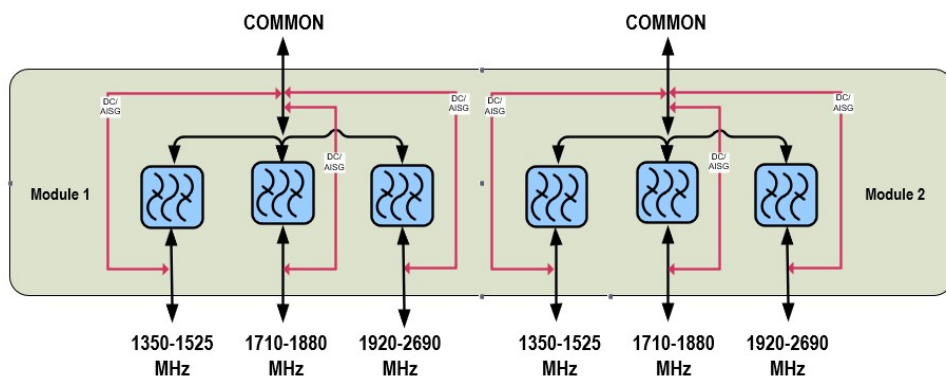 COMMON
COMMON
DC/
AISG
DC/
AISG
DC/
AISG
DC/
AISG
DC/
AISG
DC/
AISG
Module 1
Module 2
1350-1525
MHz
1710-1880
MHz
1920-2690
MHz
1350-1525
MHz
1710-1880
MHz
1920-2690
MHz